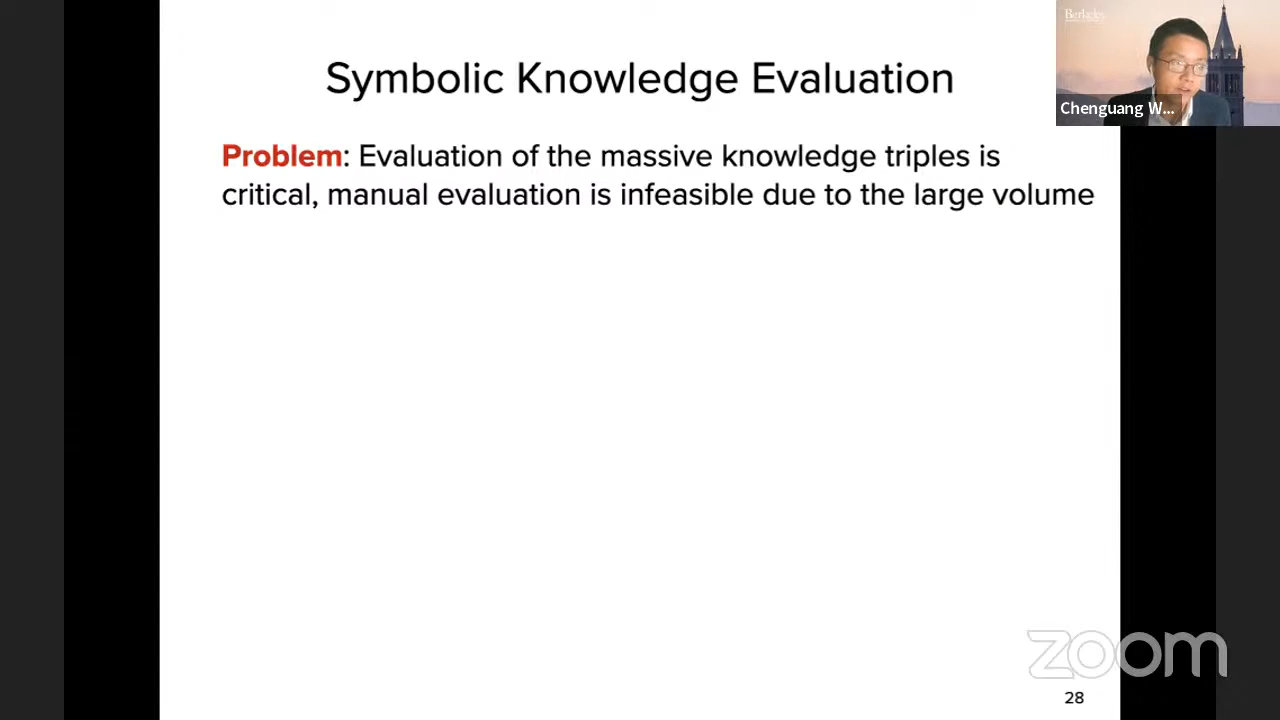 Berkeley
Symbolic Knowledge Evaluation
Chenguang W...
Problem: Evaluation of the massive knowledge triples is
critical, manual evaluation is infeasible due to the large volume
zoom
28